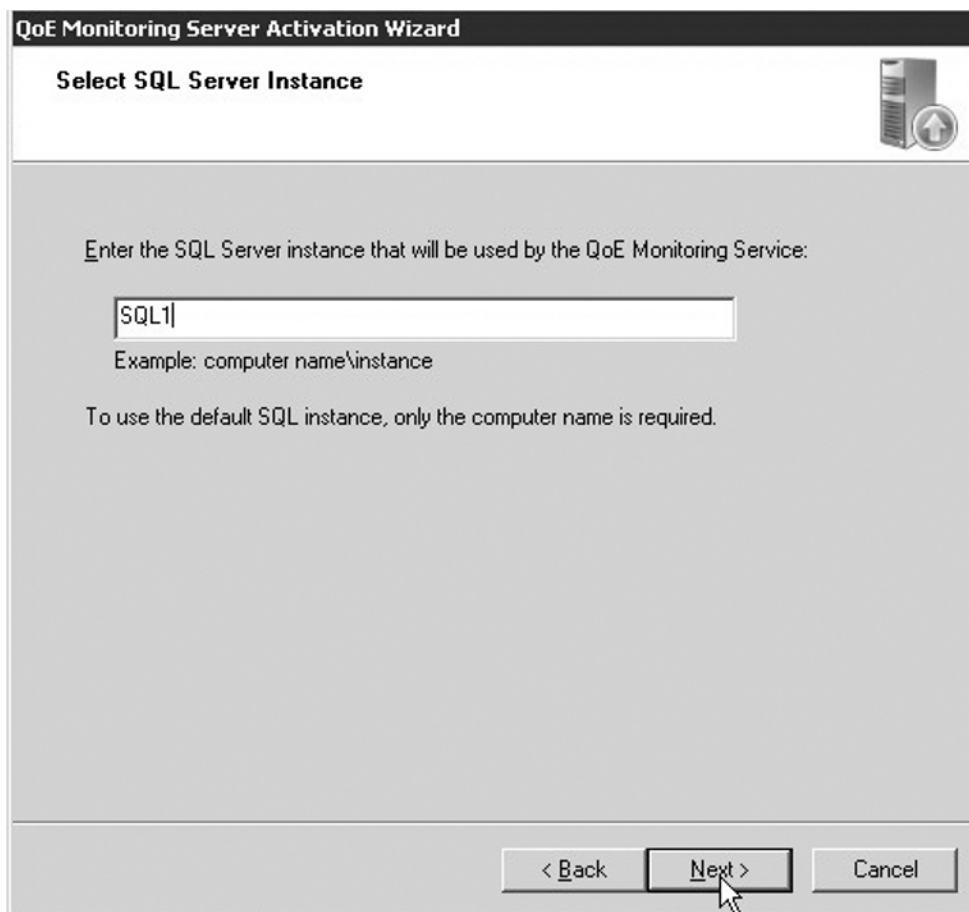 QoE Monitoring Server Activation Wizard
Select SQL Server Instance
Enter the SQL Server instance that will be used by the QoE Monitoring Service:
SQL1
Example: computer name\instance
To use the default SQL instance, only the computer name is required.
< Back Next > Cancel